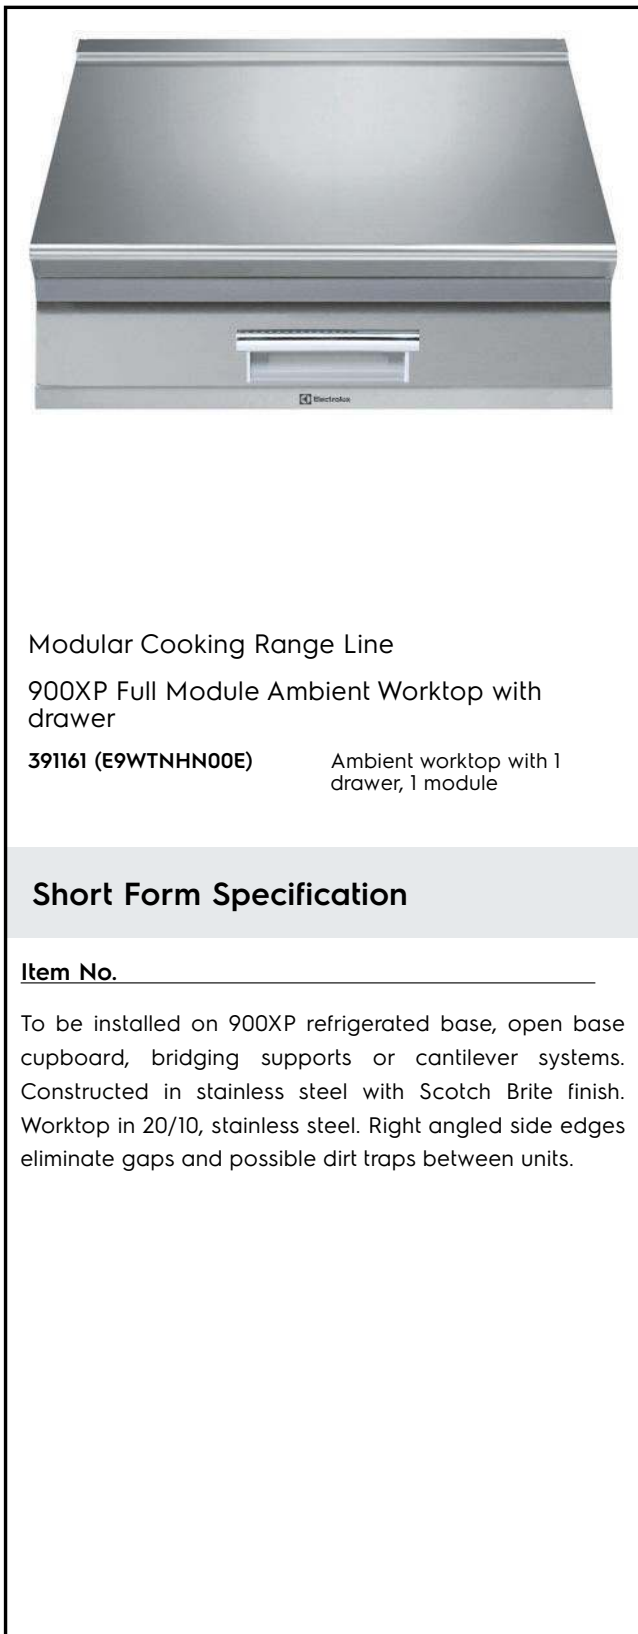 Electrolux
Modular Cooking Range Line
900XP Full Module Ambient Worktop with
drawer
391161 (E9WTNHN00E)
Ambient worktop with 1
drawer, 1 module
Short Form Specification
Item No.
To be installed on 900XP refrigerated base, open base
cupboard, bridging supports or cantilever systems.
Constructed in stainless steel with Scotch Brite finish.
Worktop in 20/10, stainless steel. Right angled side edges
eliminate gaps and possible dirt traps between units.